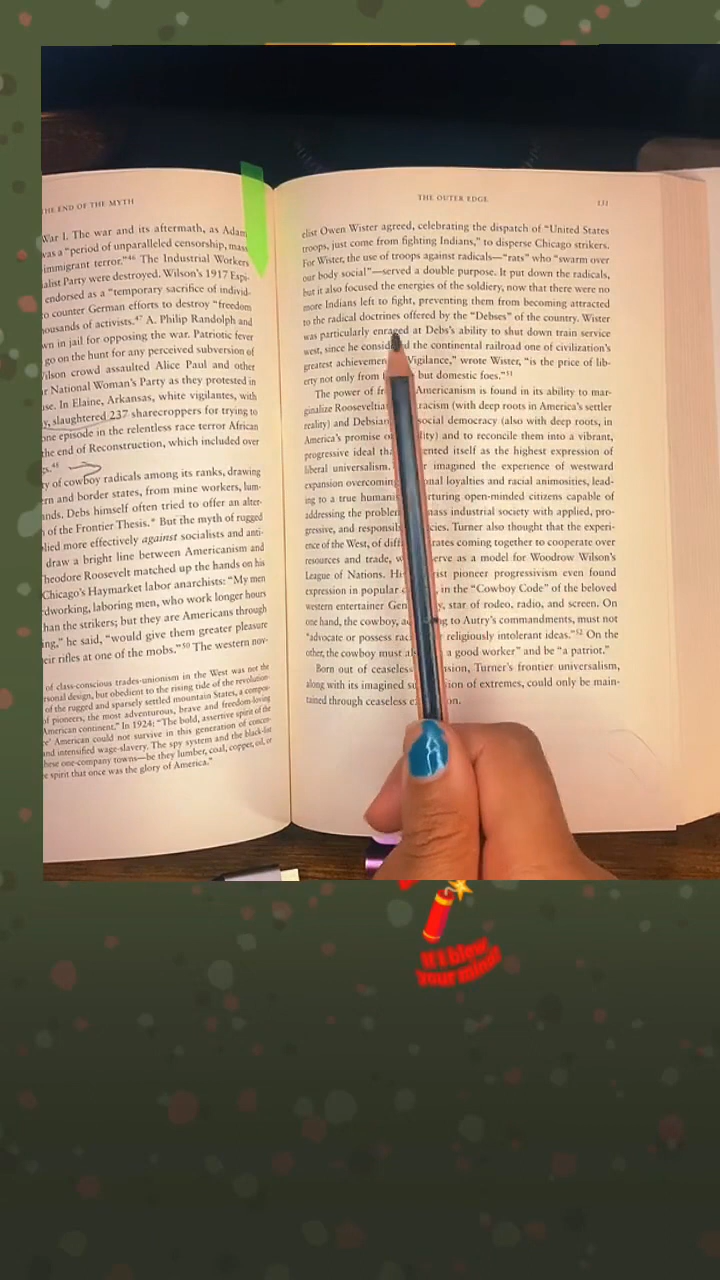 THE END OF THE MYTH
War I. The war and its aftermath, as Adam
was a "period of unparalleled censorship, mass
immigrant terror."46 The Industrial Workers
alist Party were destroyed. Wilson's 1917 Espi-
endorsed as a "temporary sacrifice of individ-
to counter German efforts to destroy "freedom
ousands of activists.47 A. Philip Randolph and
wn in jail for opposing the war. Patriotic fever
go on the hunt for any perceived subversion of
Wilson crowd assaulted Alice Paul and other
r National Woman's Party as they protested in
use. In Elaine, Arkansas, white vigilantes, with
y, slaughtered 237 sharecroppers for trying to
one episode in the relentless race terror African
the end of Reconstruction, which included over
gs.48
ty of cowboy radicals among its ranks, drawing
rn and border states, from mine workers, lum-
ands. Debs himself often tried to offer an alter-
n of the Frontier Thesis.* But the myth of rugged
lied more effectively against socialists and anti-
draw a bright line between Americanism and
Theodore Roosevelt matched up the hands on his
Chicago's Haymarket labor anarchists: "My men
rdworking, laboring men, who work longer hours
than the strikers; but they are Americans through
ing," he said, "would give them greater pleasure
eir rifles at one of the mobs."50 The western nov-
of class-conscious trades-unionism in the West was not the
rsonal design, but obedient to the rising tide of the revolution-
of the rugged and sparsely settled mountain States, a compos-
of pioneers, the most adventurous, brave and freedom-loving
American continent." In 1924: "The bold, assertive spirit of the
e' American could not survive in this generation of concen-
nd intensified wage-slavery. The spy system and the black-list
hese one-company towns—be they lumber, coal, copper, oil, or
e spirit that once was the glory of America."
THE OUTER EDGE 131
elist Owen Wister agreed, celebrating the dispatch of "United States
troops, just come from fighting Indians," to disperse Chicago strikers.
For Wister, the use of troops against radicals—"rats" who "swarm over
our body social"—served a double purpose. It put down the radicals,
but it also focused the energies of the soldiery, now that there were no
more Indians left to fight, preventing them from becoming attracted
to the radical doctrines offered by the "Debses" of the country. Wister
was particularly enraged at Debs's ability to shut down train service
west, since he considered the continental railroad one of civilization's
greatest achievemen Vigilance," wrote Wister, "is the price of lib-
erty not only from but domestic foes."51
The power of fr Americanism is found in its ability to mar-
ginalize Rooseveltia racism (with deep roots in America's settler
reality) and Debsian social democracy (also with deep roots, in
America's promise o lity) and to reconcile them into a vibrant,
progressive ideal tha ented itself as the highest expression of
liberal universalism. r imagined the experience of westward
expansion overcomin nal loyalties and racial animosities, lead-
ing to a true humani rturing open-minded citizens capable of
addressing the problem mass industrial society with applied, pro-
gressive, and responsib cies. Turner also thought that the experi-
ence of the West, of diff rates coming together to cooperate over
resources and trade, w erve as a model for Woodrow Wilson's
League of Nations. Hi rist pioneer progressivism even found
expression in popular c , in the "Cowboy Code" of the beloved
western entertainer Gen y, star of rodeo, radio, and screen. On
one hand, the cowboy, ac g to Autry's commandments, must not
"advocate or possess rac religiously intolerant ideas."52 On the
other, the cowboy must al a good worker" and be "a patriot."
Born out of ceaseless sion, Turner's frontier universalism,
along with its imagined su ion of extremes, could only be main-
tained through ceaseless e on.
If I blew
your mind!